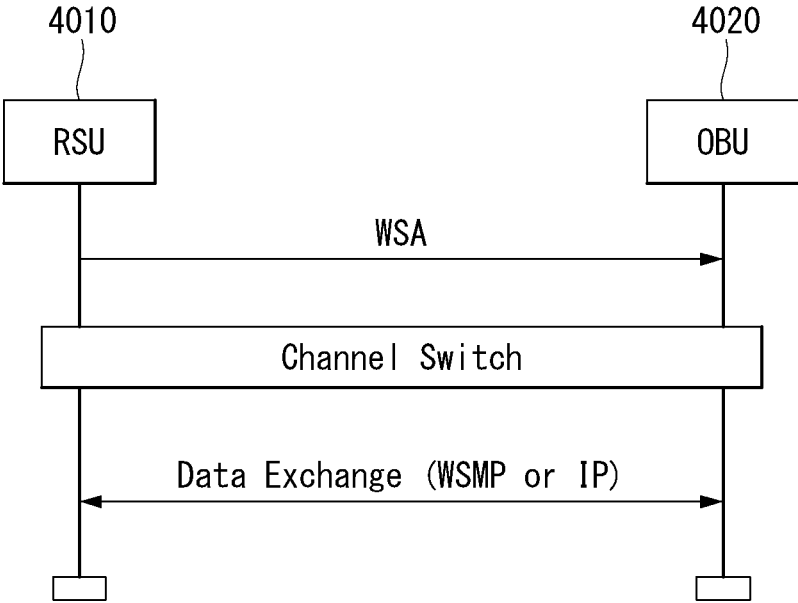 4010
4020
RSU
OBU
WSA
Channel Switch
Data Exchange (WSMP or IP)